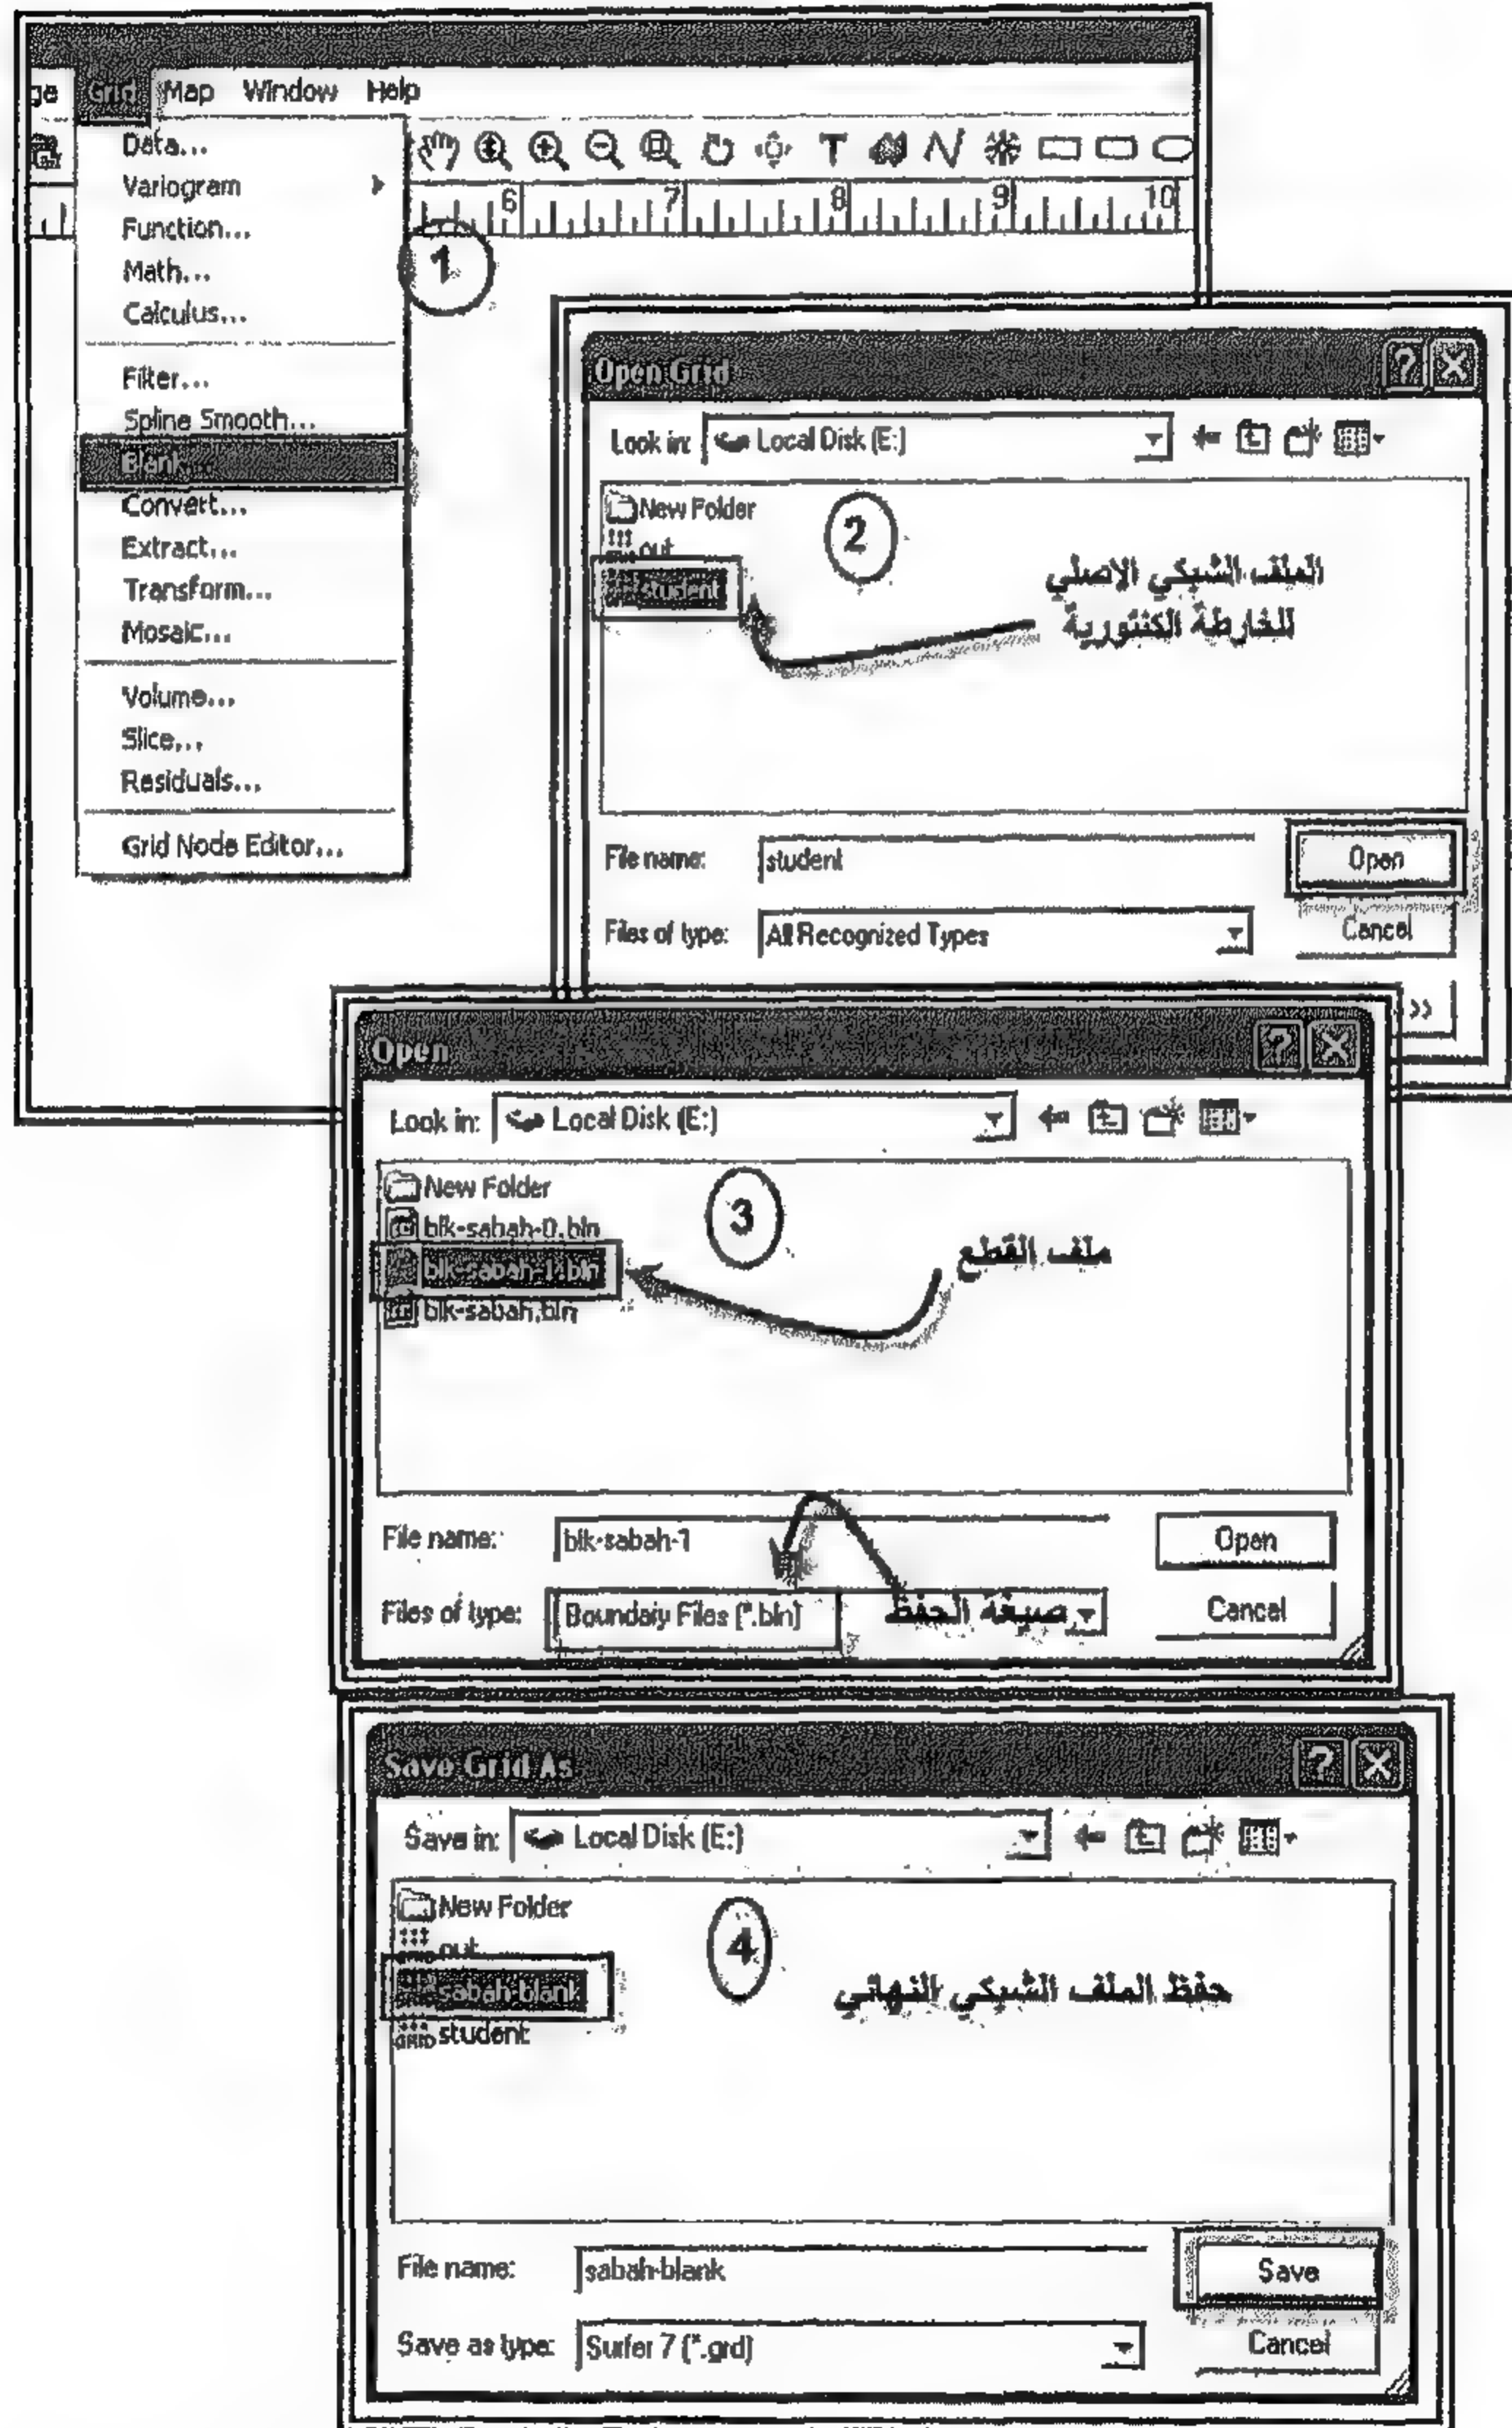 ge Grid Map Window Help
Data...
Variogram
Function...
Math...
Calculus...
Filter...
Spline Smooth...
Blank...
Convert...
Extract...
Transform...
Mosaic...
Volume...
Slice...
Residuals...
Grid Node Editor...
6 7 8 9 10
1
Open Grid
Look in: Local Disk (E:)
New Folder
out
student
2
الملف الشبكي الاصلي
للخارطة الكنتورية
File name: student
Open
Files of type: All Recognized Types
Cancel
>>
Open
Look in: Local Disk (E:)
New Folder
blk-sabah-0.bln
blk-sabah-1.bln
blk-sabah.bln
3
ملف القطع
File name: blk-sabah-1
Open
Files of type: Boundary Files (*.bln)
صيغة الحفظ
Cancel
Save Grid As
Save in: Local Disk (E:)
New Folder
out
sabah-blank
GRID student
4
حفظ الملف الشبكي النهائي
File name: sabah-blank
Save
Save as type: Surfer 7 (*.grd)
Cancel